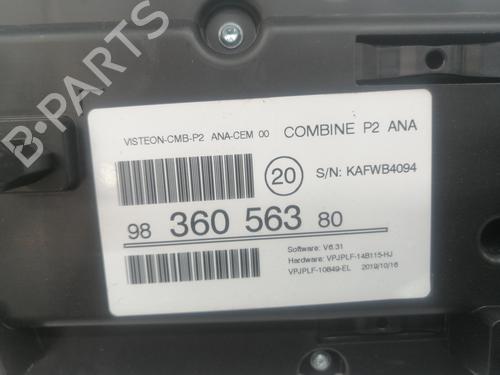 VISTEON-CMB-P2 ANA-CEM 00 COMBINE P2 ANA
20 S/N: KAFWB4094
98 360 563 80
Software: V6.31
Hardware: VPJPLF-14B115-HJ
VPJPLF-10849-EL 2019/10/16
B-PARTS